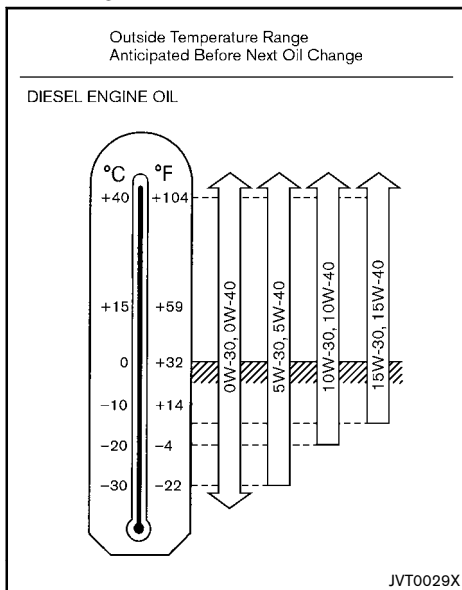 Outside Temperature Range
Anticipated Before Next Oil Change
DIESEL ENGINE OIL
°C °F
+40 +104
+15 +59
0 +32
−10 +14
−20 −4
−30 −22
0W-30, 0W-40
5W-30, 5W-40
10W-30, 10W-40
15W-30, 15W-40
JVT0029X